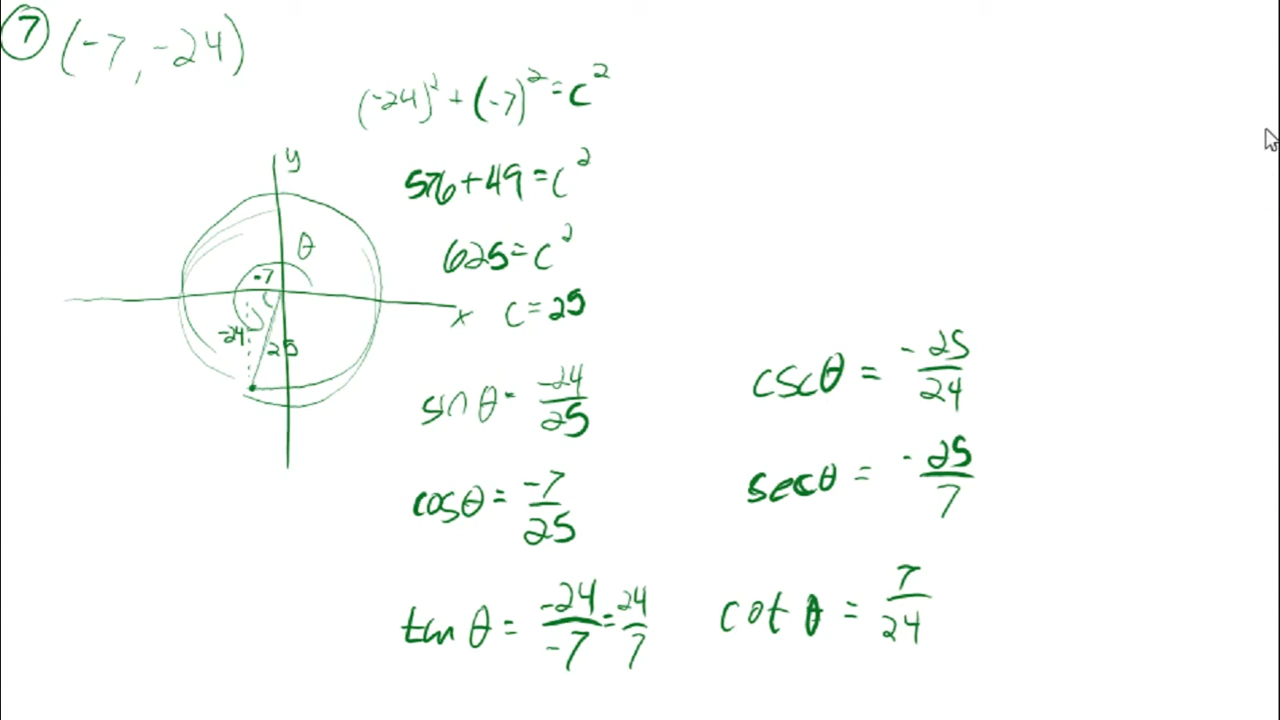 7 (-7, -24)
(-24)² + (-7)² = c²
576 + 49 = c²
625 = c²
c = 25
y
θ
-7
x
-24
25
sin θ = -24/25
cos θ = -7/25
tan θ = -24/-7 = 24/7
csc θ = -25/24
sec θ = -25/7
cot θ = 7/24